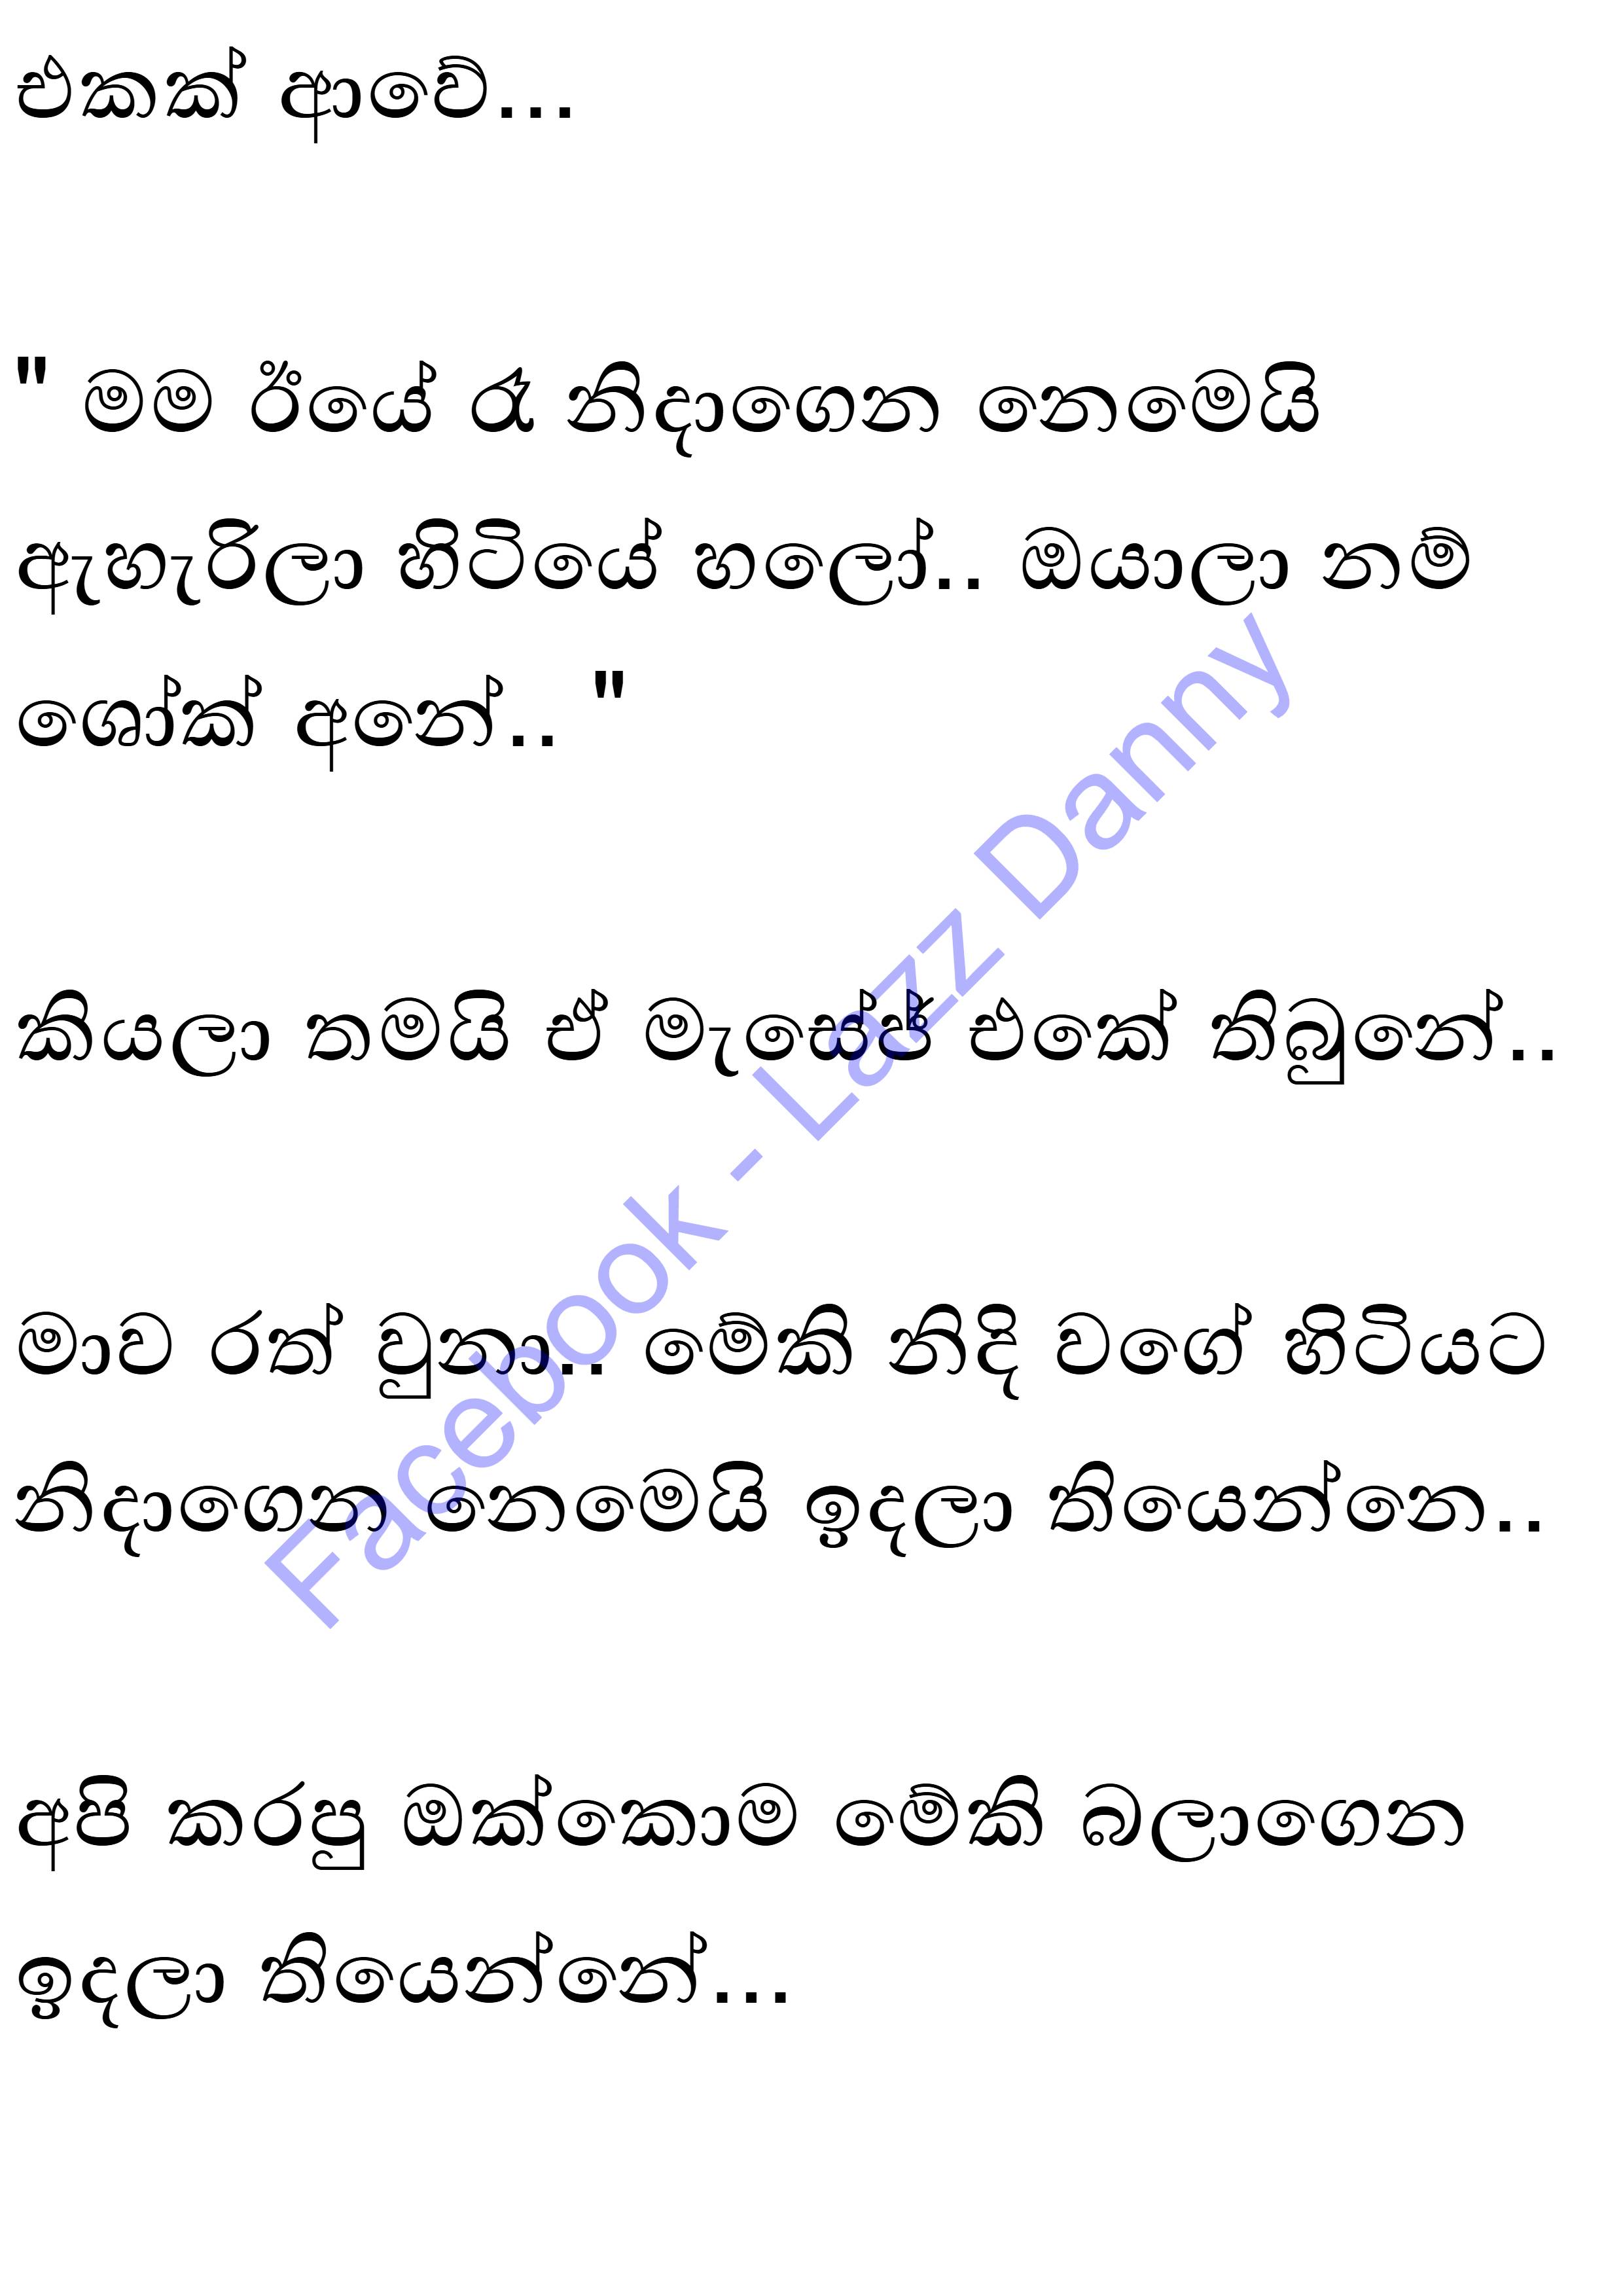 එකක් ආවේ...
" මම ඊයේ රෑ නිදාගෙන නෙමෙයි
ඇහැරිලා හිටියේ හලෝ.. ඔයාලා නම්
ශෝක් අනේ.. "
කියලා තමයි ඒ මැසේජ් එකේ තිබුනේ..
මාව රත් වුනා.. මේකි නිදි වගේ හිටියට
නිදාගෙන නෙමෙයි ඉදලා තියෙන්නෙ..
අපි කරපු ඔක්කොම මේකි බලාගෙන
ඉදලා තියෙන්නේ...
Facebook - Lazz Danny